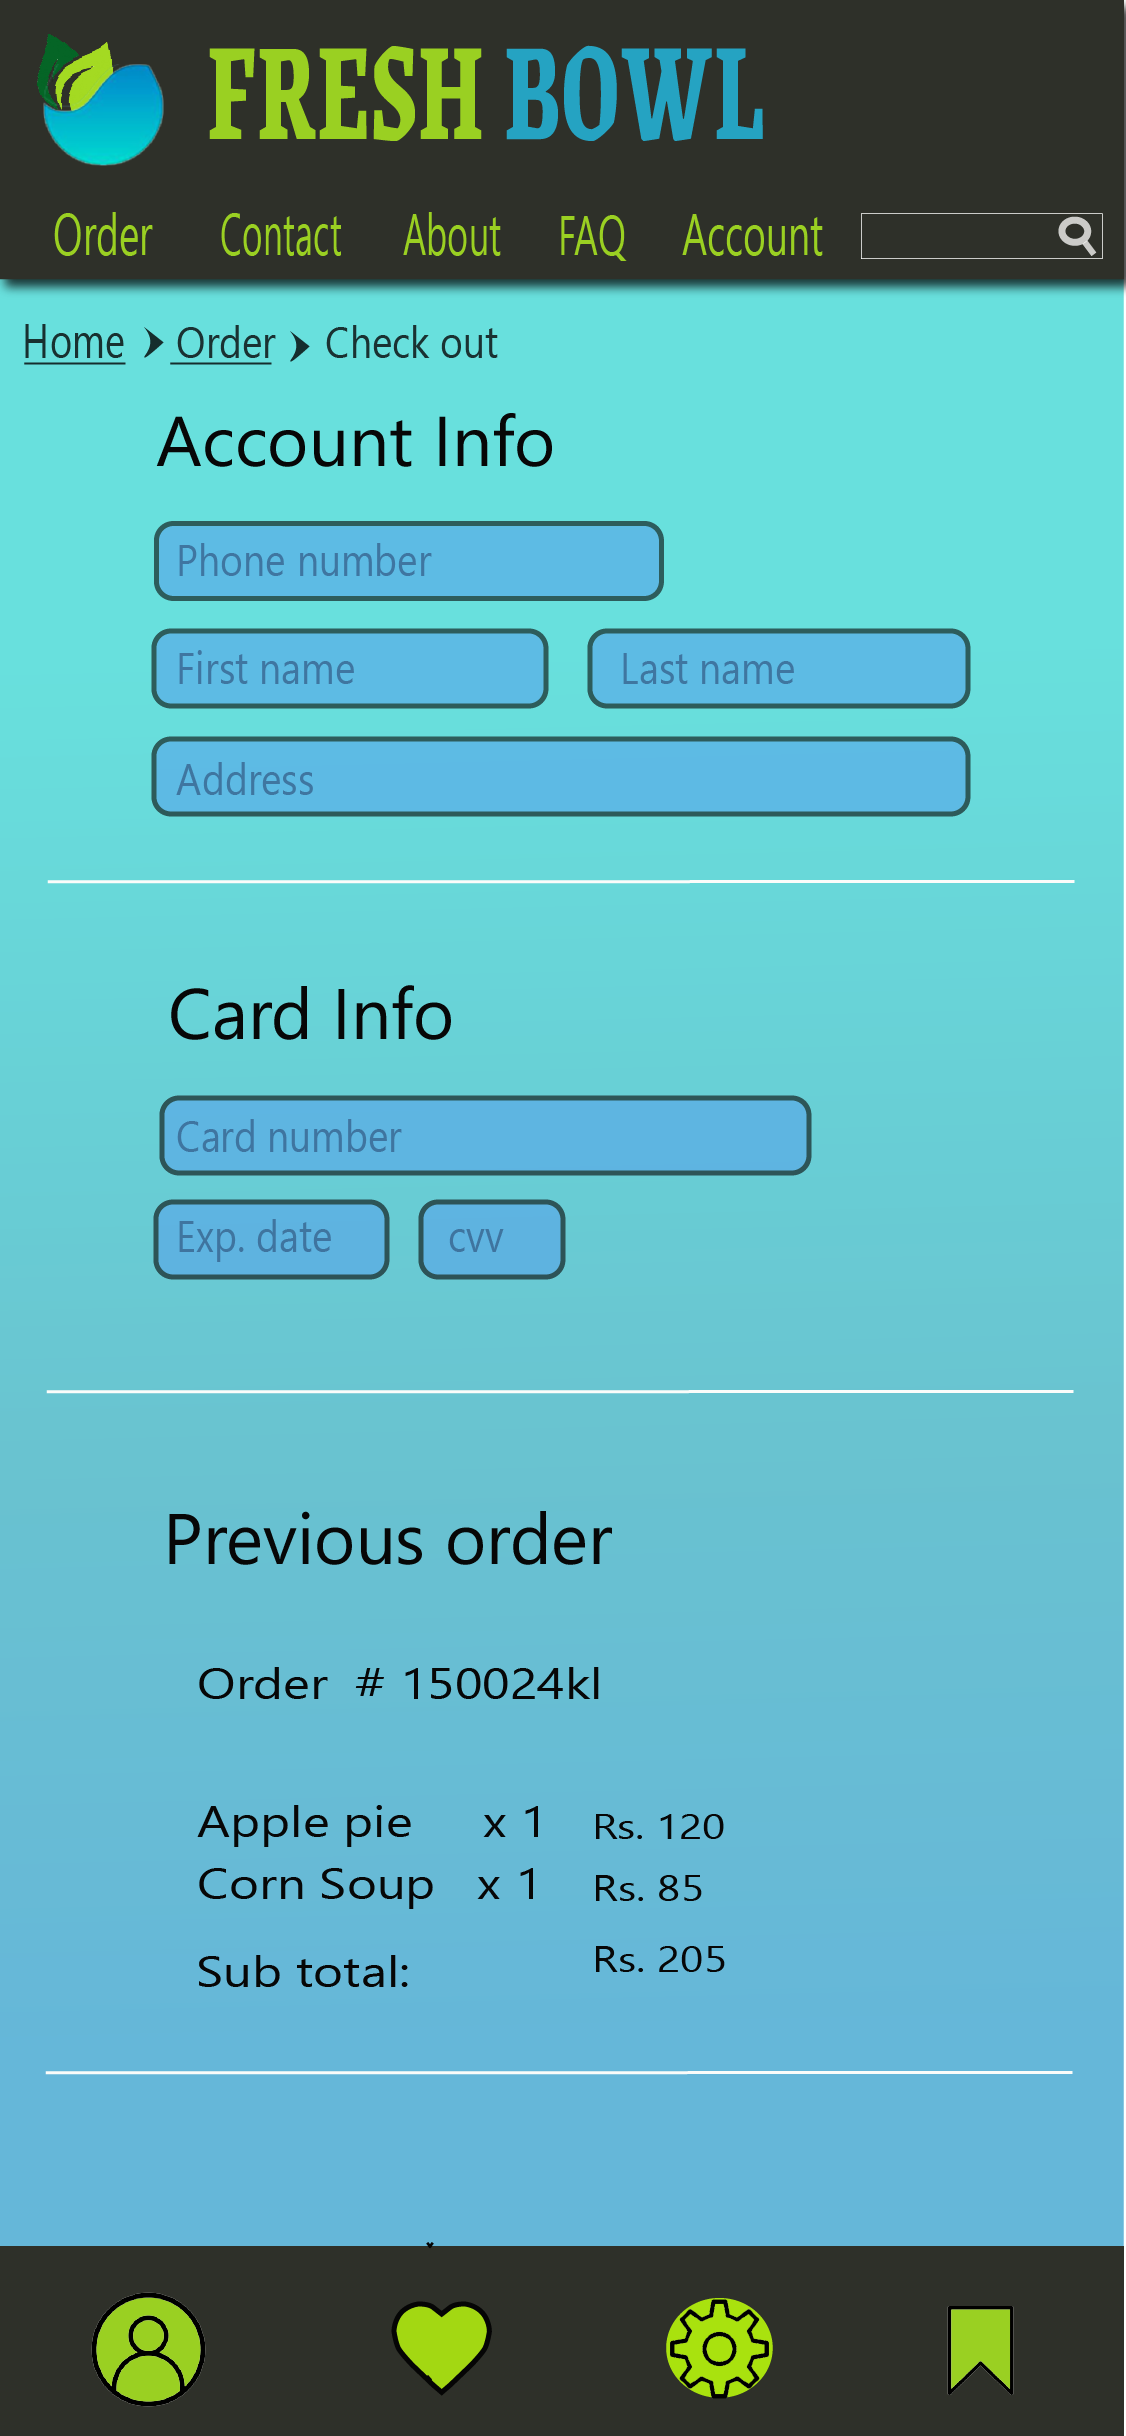 FRESH BOWL
Order Contact About FAQ Account
Home Order Check out
Account Info
Phone number
First name Last name
Address
Card Info
Card number
Exp. date cvv
Previous order
Order # 150024kl
Apple pie x 1 Rs. 120
Corn Soup x 1 Rs. 85
Sub total: Rs. 205